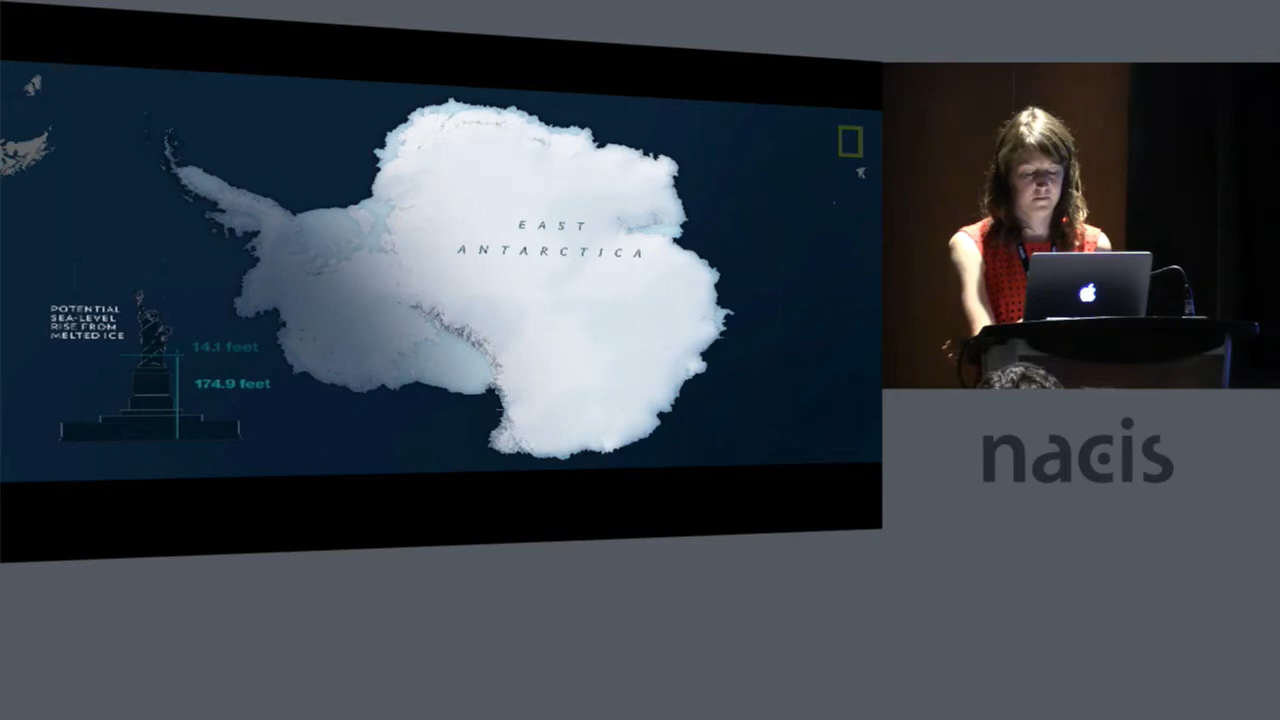 EAST
ANTARCTICA
POTENTIAL
SEA-LEVEL
RISE FROM
MELTED ICE
14.1 feet
174.9 feet
nacis